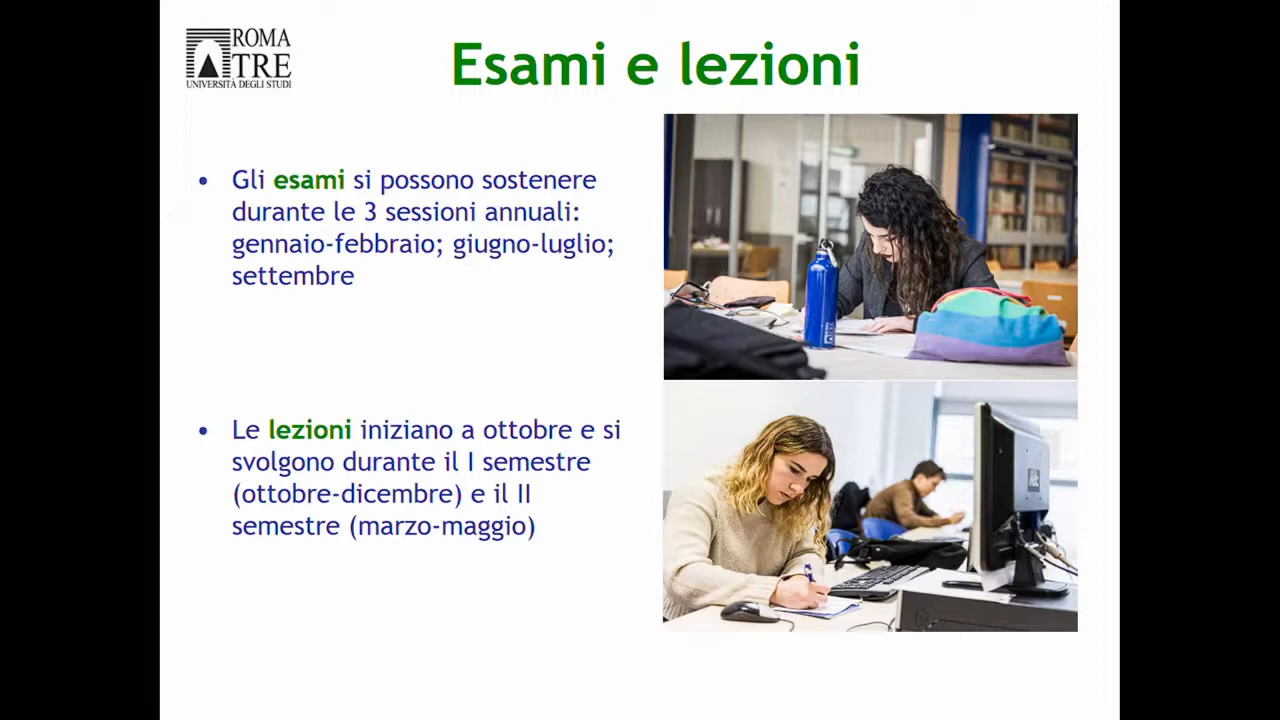 ROMA
TRE
UNIVERSITÀ DEGLI STUDI
Esami e lezioni
• Gli esami si possono sostenere
durante le 3 sessioni annuali:
gennaio-febbraio; giugno-luglio;
settembre
• Le lezioni iniziano a ottobre e si
svolgono durante il I semestre
(ottobre-dicembre) e il II
semestre (marzo-maggio)